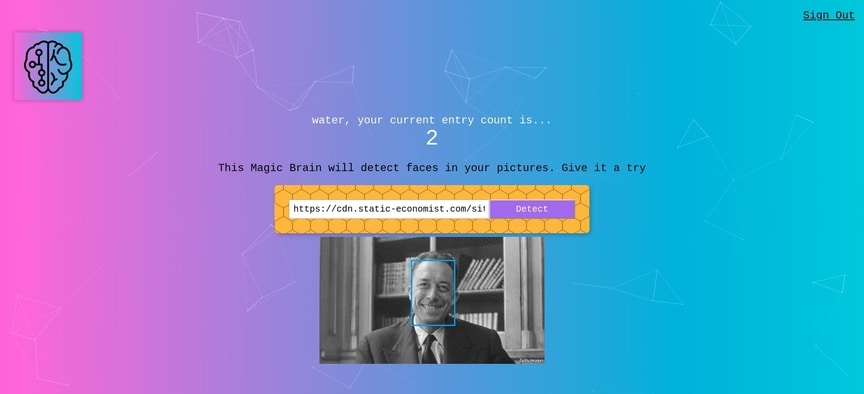 Sign Out
water, your current entry count is...
2
This Magic Brain will detect faces in your pictures. Give it a try
https://cdn.static-economist.com/sit
Detect